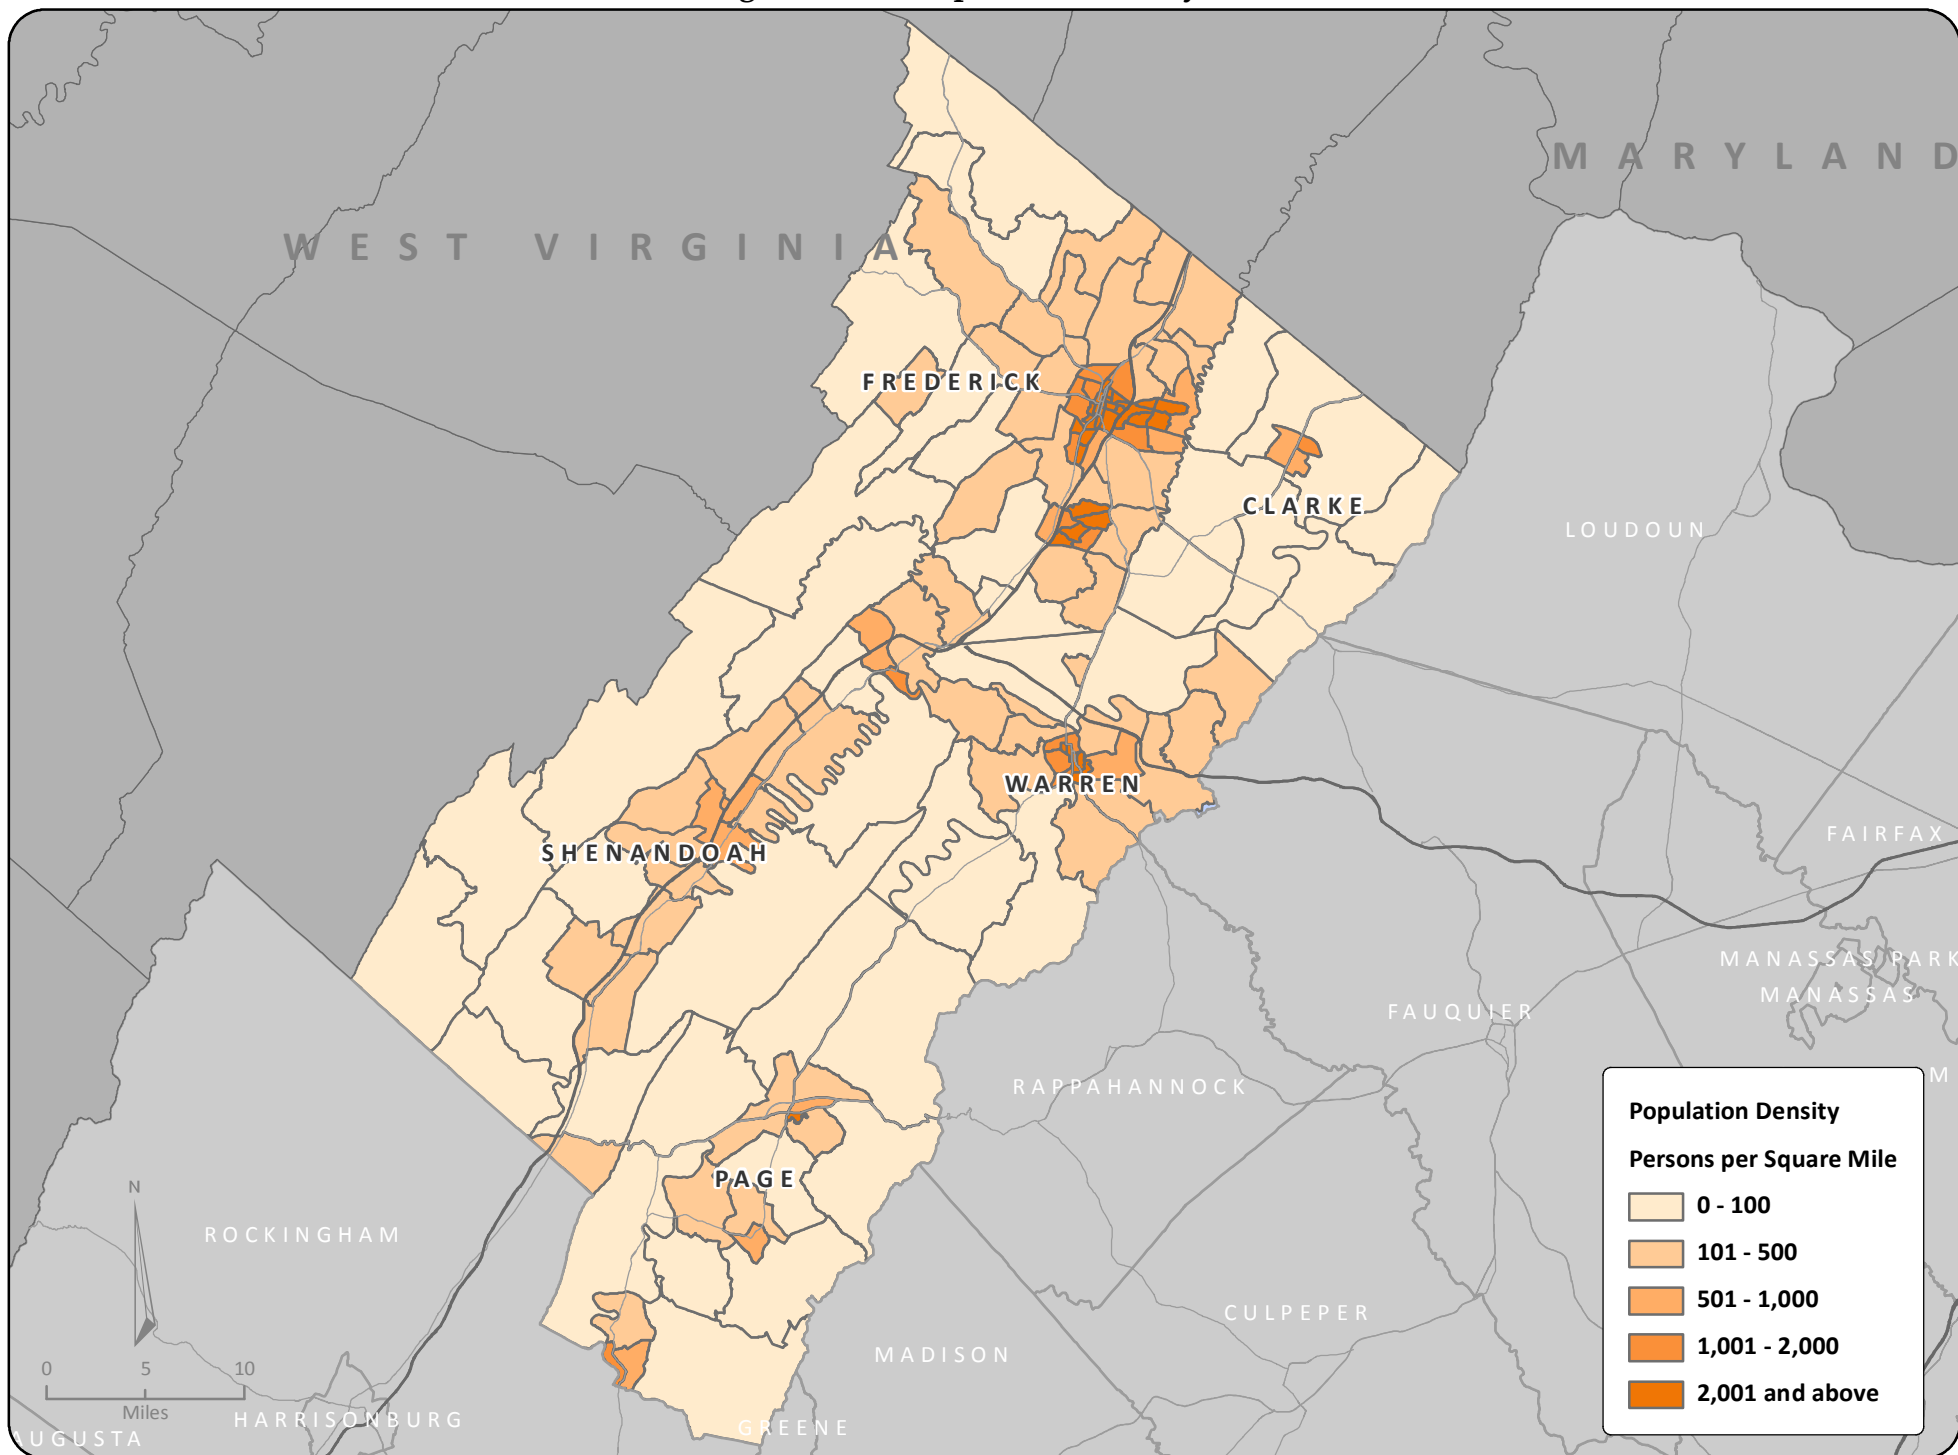 MARYLAND
WEST VIRGINIA
FREDERICK
CLARKE
LOUDOUN
WARREN
FAIRFAX
SHENANDOAH
MANASSAS PARK
MANASSAS
FAUQUIER
RAPPAHANNOCK
M
PAGE
ROCKINGHAM
CULPEPER
MADISON
HARRISONBURG
GREENE
AUGUSTA
N
0 5 10
Miles
Population Density
Persons per Square Mile
0 - 100
101 - 500
501 - 1,000
1,001 - 2,000
2,001 and above